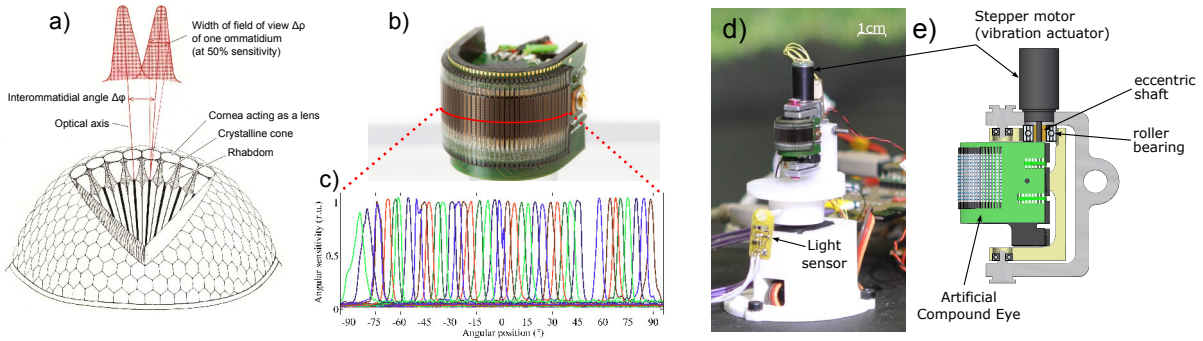 a)
Width of field of view Δρ
of one ommatidium
(at 50% sensitivity)
Interommatidial angle Δφ
Optical axis
Cornea acting as a lens
Crystalline cone
Rhabdom
b)
c)
Angular sensitivity (r.u.)
1
0.5
0
-90 -75 -60 -45 -30 -15 0 15 30 45 60 75 90
Angular position (°)
d)
1cm
Light
sensor
Stepper motor
(vibration actuator)
e)
eccentric
shaft
roller
bearing
Artificial
Compound Eye